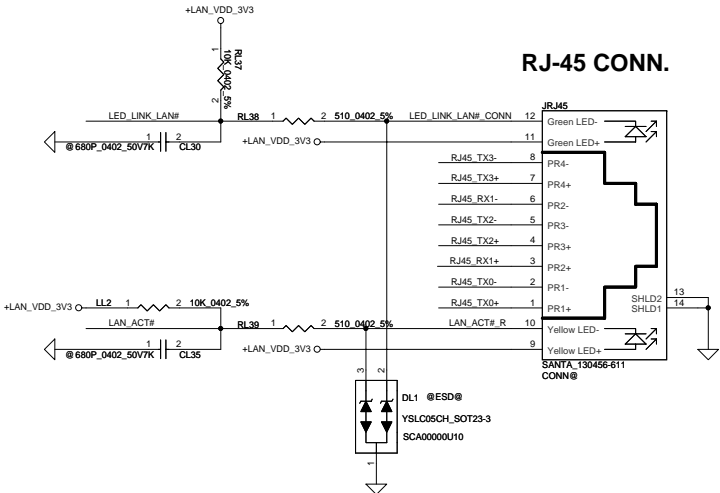 +LAN_VDD_3V3
RJ-45 CONN.
1
RL37
10K_0402_5%
2
JRJ45
LED_LINK_LAN#
RL38
1
2
510_0402_5%
LED_LINK_LAN#_CONN
12
Green LED-
@680P_0402_50V7K
1
2
CL30
+LAN_VDD_3V3
11
Green LED+
RJ45_TX3-
8
PR4-
RJ45_TX3+
7
PR4+
RJ45_RX1-
6
PR2-
RJ45_TX2-
5
PR3-
RJ45_TX2+
4
PR3+
RJ45_RX1+
3
PR2+
RJ45_TX0-
2
PR1-
RJ45_TX0+
1
PR1+
SHLD2
13
SHLD1
14
+LAN_VDD_3V3
LL2
1
2
10K_0402_5%
LAN_ACT#
RL39
1
2
510_0402_5%
LAN_ACT#_R
10
Yellow LED-
@680P_0402_50V7K
1
2
CL35
+LAN_VDD_3V3
9
Yellow LED+
SANTA_130456-611
CONN@
3
2
DL1 @ESD@
YSLC05CH_SOT23-3
SCA00000U10
1